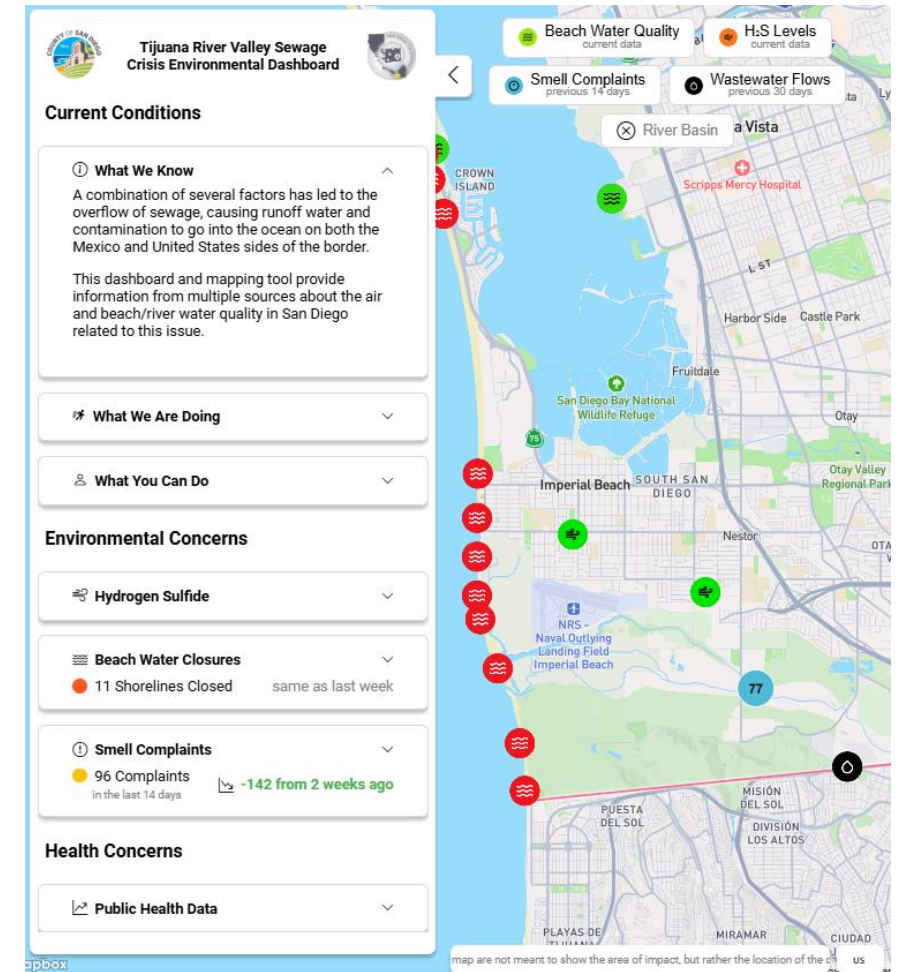 COUNTY OF SAN DIEGO
Tijuana River Valley Sewage
Crisis Environmental Dashboard
Current Conditions
What We Know
A combination of several factors has led to the
overflow of sewage, causing runoff water and
contamination to go into the ocean on both the
Mexico and United States sides of the border.
This dashboard and mapping tool provide
information from multiple sources about the air
and beach/river water quality in San Diego
related to this issue.
What We Are Doing
What You Can Do
Environmental Concerns
Hydrogen Sulfide
Beach Water Closures
11 Shorelines Closed
same as last week
Smell Complaints
96 Complaints
in the last 14 days
-142 from 2 weeks ago
Health Concerns
Public Health Data
apbox
Beach Water Quality
current data
H₂S Levels
current data
Smell Complaints
previous 14 days
Wastewater Flows
previous 30 days
River Basin
a Vista
ta
Ly
CROWN
ISLAND
Scripps Mercy Hospital
L ST
Harbor Side
Castle Park
Fruitdale
San Diego Bay National
Wildlife Refuge
75
Otay
Otay Valley
Regional Park
Imperial Beach
SOUTH SAN
DIEGO
Nestor
OTA
NRS -
Naval Outlying
Landing Field
Imperial Beach
77
MISIÓN
DEL SOL
PUESTA
DEL SOL
DIVISIÓN
LOS ALTOS
PLAYAS DE
TIJUANA
MIRAMAR
CIUDAD
map are not meant to show the area of impact, but rather the location of the
US